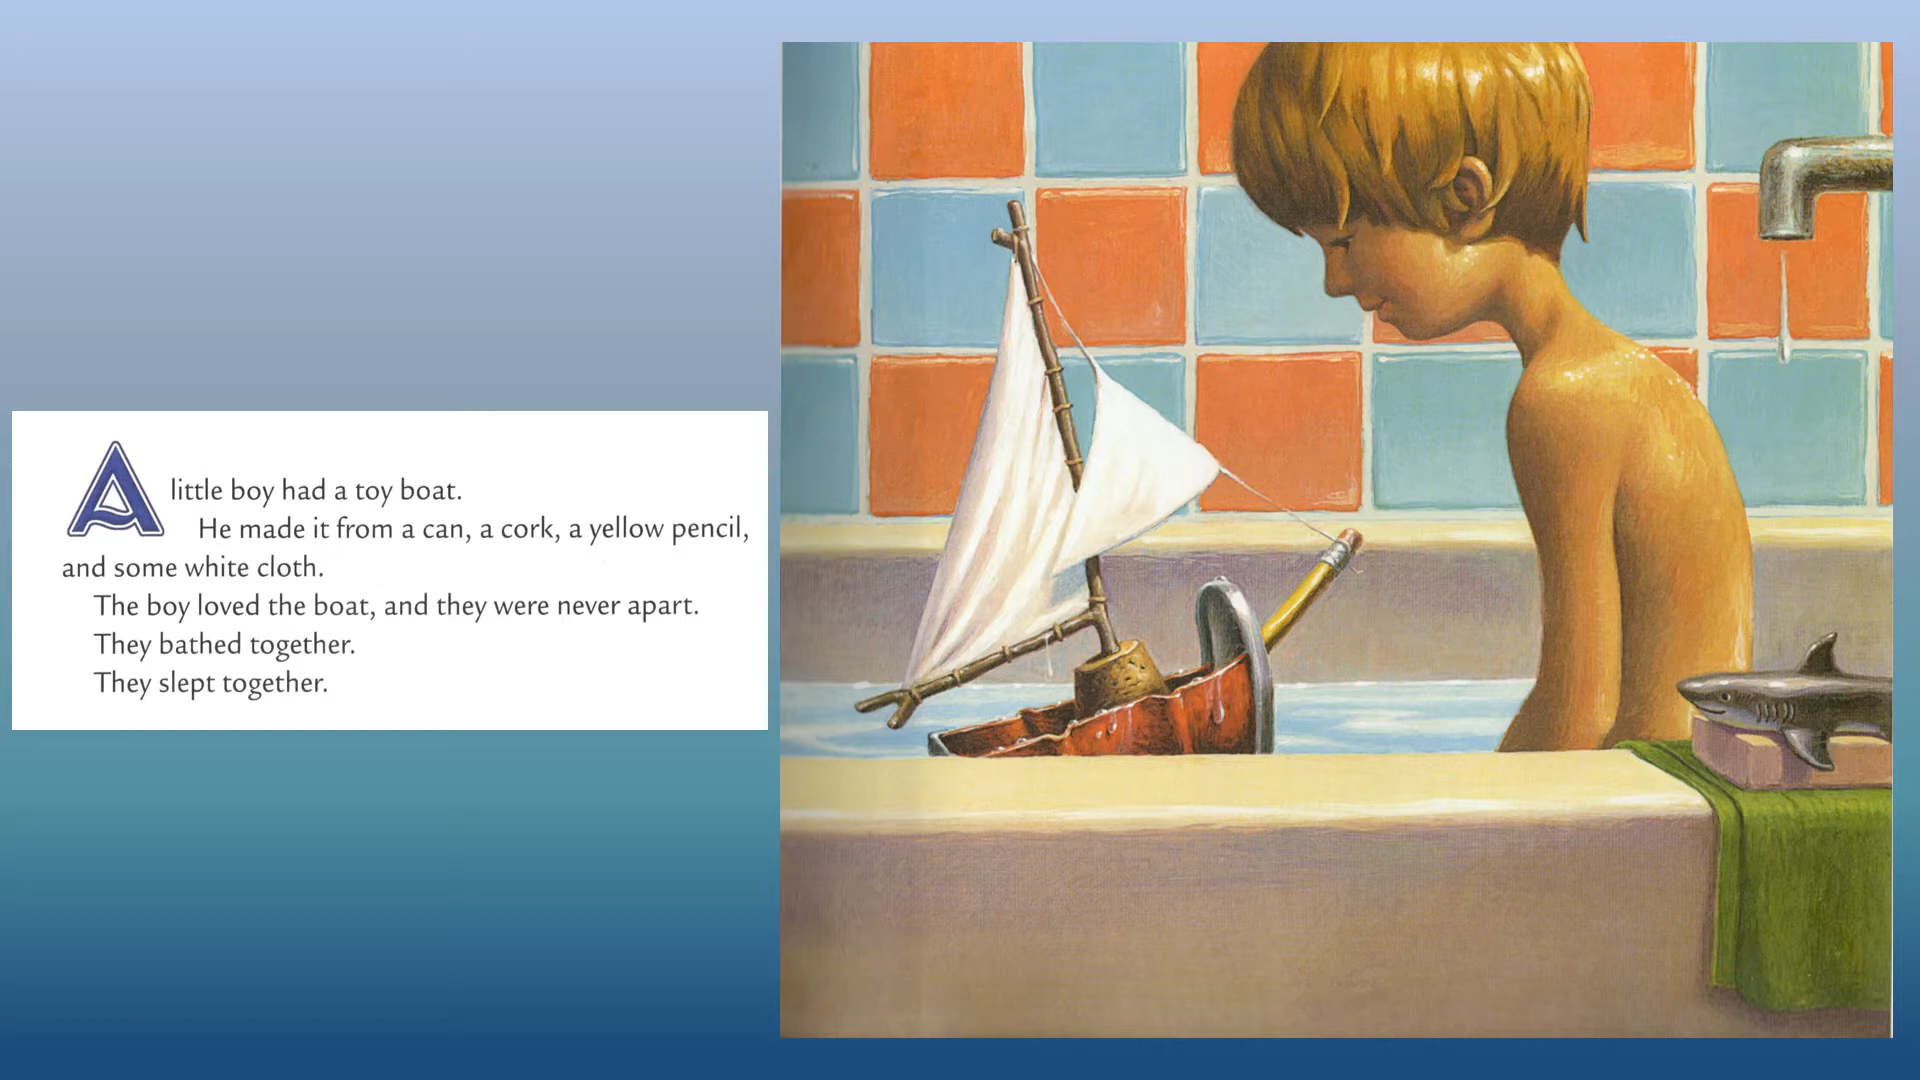 A little boy had a toy boat.
He made it from a can, a cork, a yellow pencil,
and some white cloth.
The boy loved the boat, and they were never apart.
They bathed together.
They slept together.